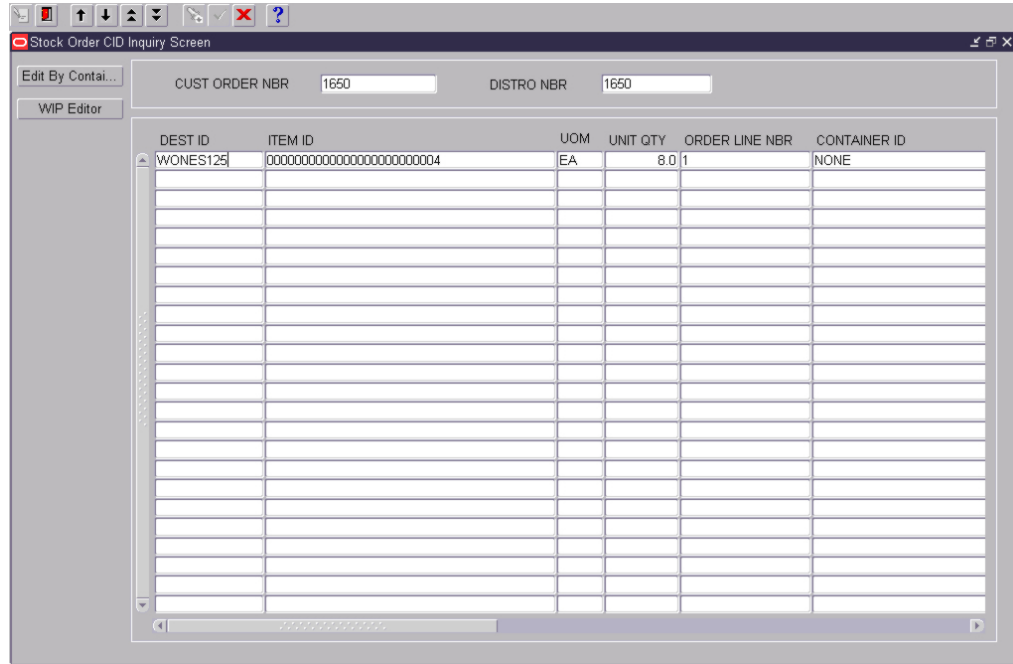 Stock Order CID Inquiry Screen
Edit By Contai...
CUST ORDER NBR 1650 DISTRO NBR 1650
WIP Editor
DEST ID ITEM ID UOM UNIT QTY ORDER LINE NBR CONTAINER ID
WONES125 0000000000000000000000004 EA 8.0 1 NONE